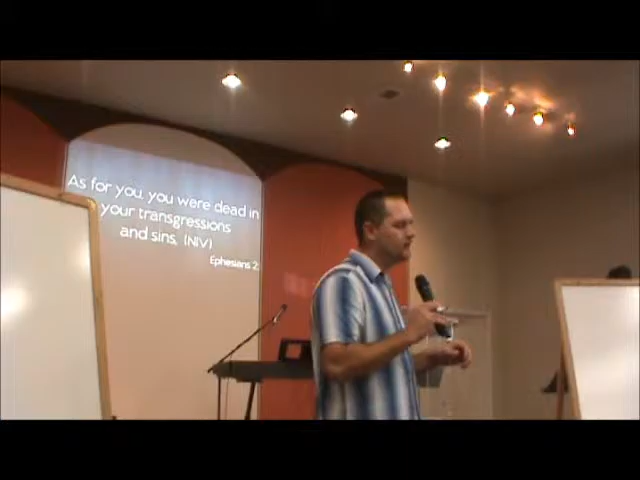 As for you, you were dead in
your transgressions
and sins, (NIV)
Ephesians 2: